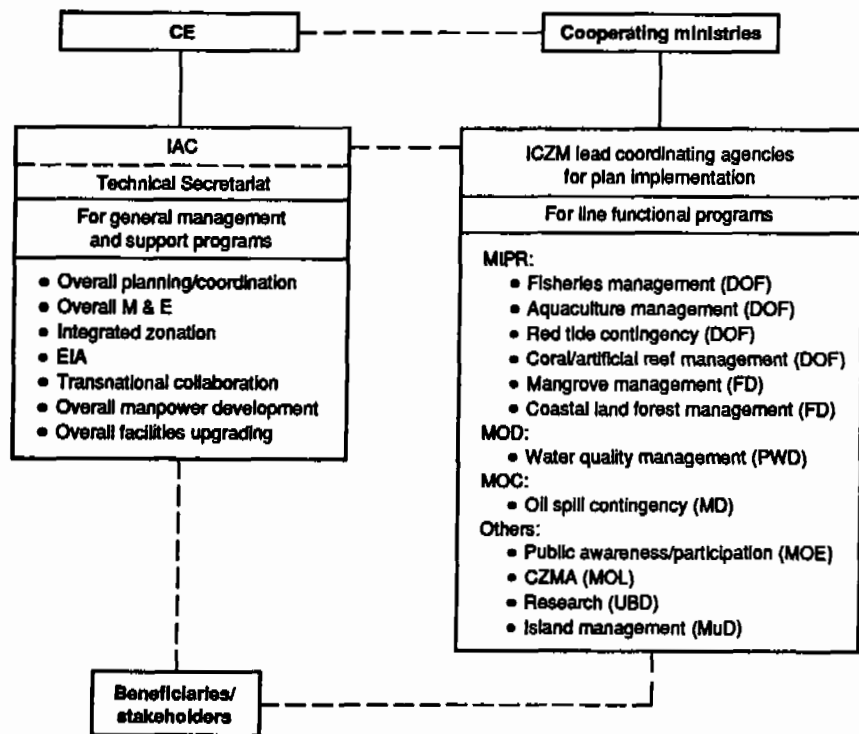 CE
Cooperating ministries
IAC
Technical Secretariat
For general management
and support programs
• Overall planning/coordination
• Overall M & E
• Integrated zonation
• EIA
• Transnational collaboration
• Overall manpower development
• Overall facilities upgrading
ICZM lead coordinating agencies
for plan implementation
For line functional programs
MIPR:
• Fisheries management (DOF)
• Aquaculture management (DOF)
• Red tide contingency (DOF)
• Coral/artificial reef management (DOF)
• Mangrove management (FD)
• Coastal land forest management (FD)
MOD:
• Water quality management (PWD)
MOC:
• Oil spill contingency (MD)
Others:
• Public awareness/participation (MOE)
• CZMA (MOL)
• Research (UBD)
• Island management (MuD)
Beneficiaries/
stakeholders